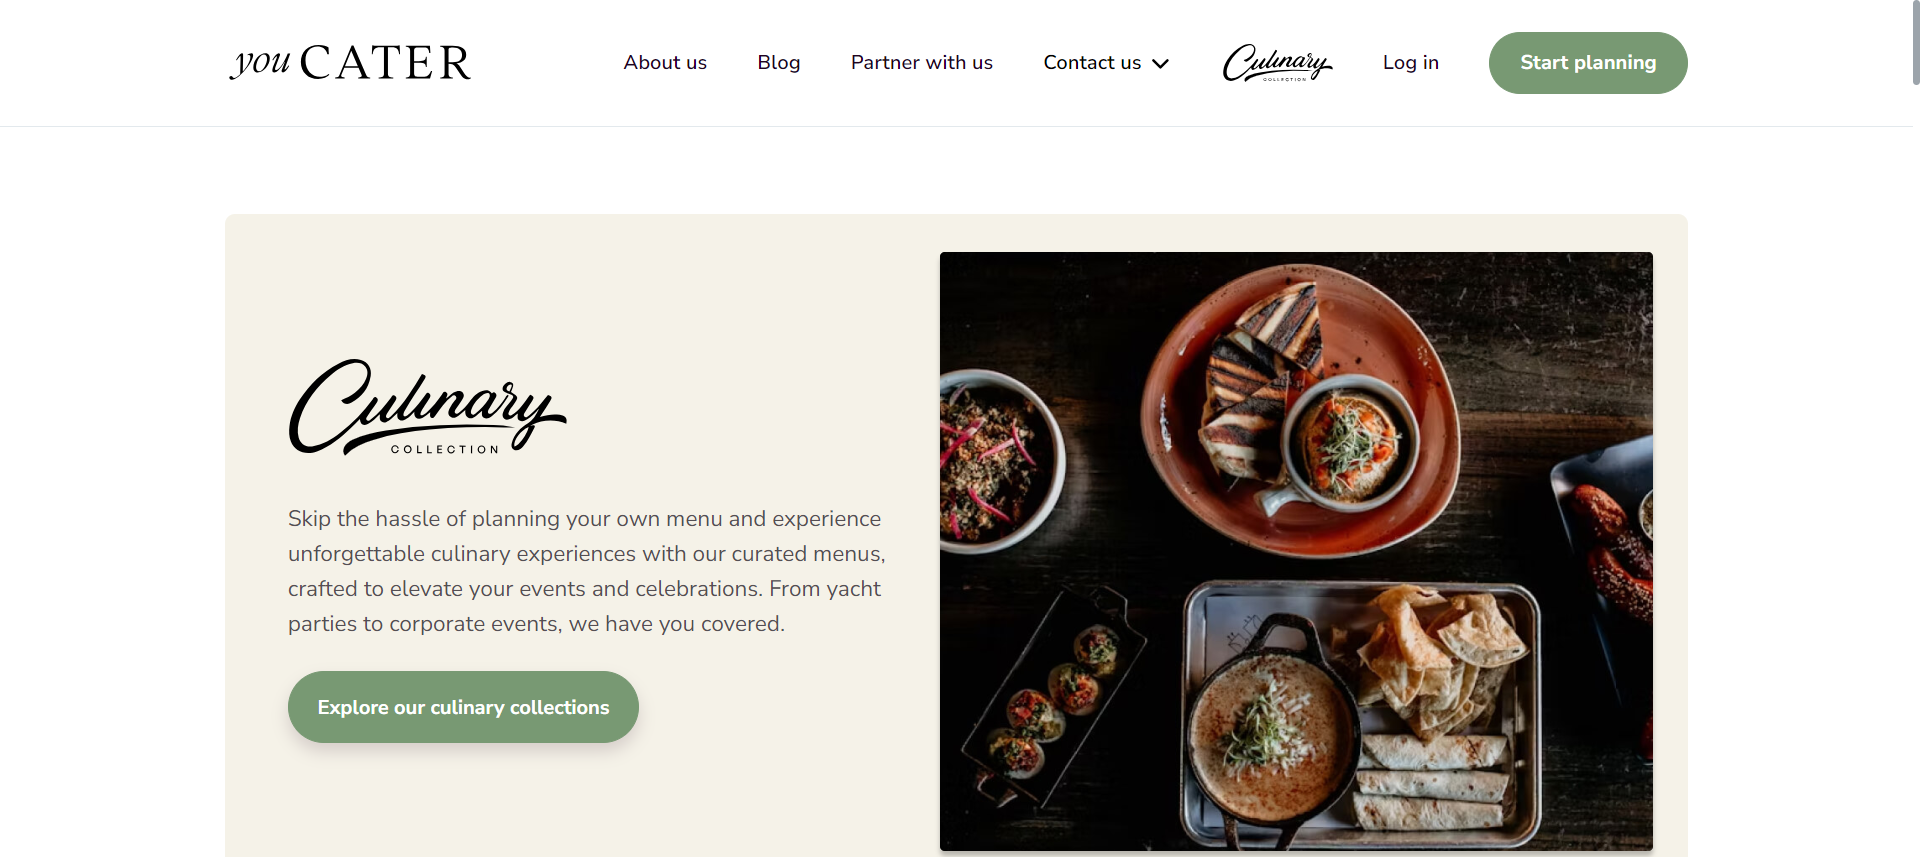 you CATER
About us
Blog
Partner with us
Contact us
Culinary
COLLECTION
Log in
Start planning
Culinary
COLLECTION
Skip the hassle of planning your own menu and experience
unforgettable culinary experiences with our curated menus,
crafted to elevate your events and celebrations. From yacht
parties to corporate events, we have you covered.
Explore our culinary collections